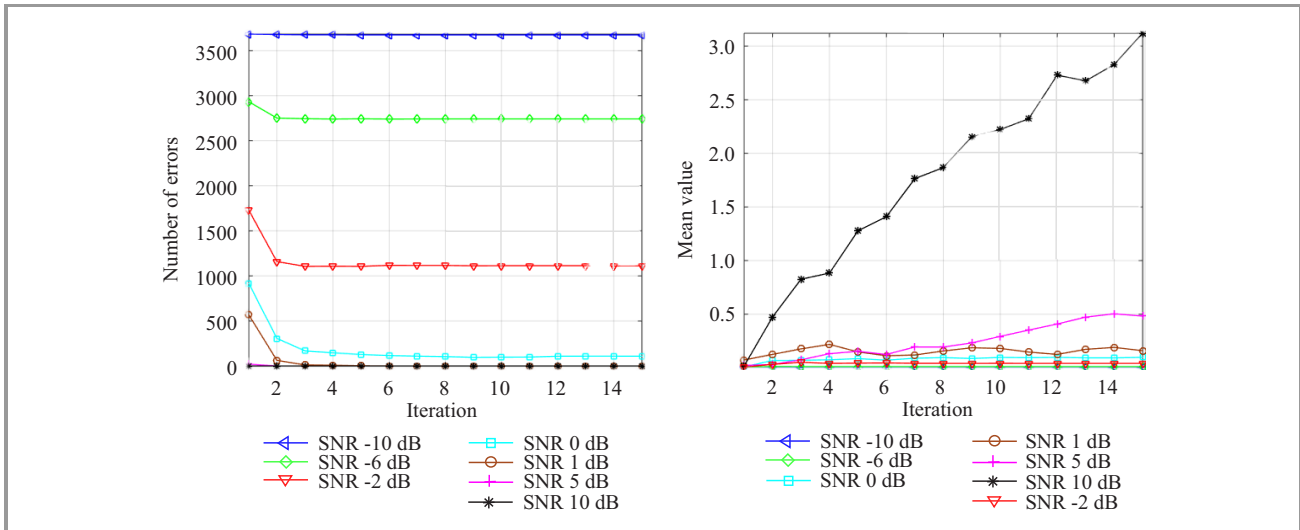 3500
3000
2500
2000
1500
1000
500
0
Number of errors
2 4 6 8 10 12 14
Iteration
SNR -10 dB
SNR -6 dB
SNR -2 dB
SNR 0 dB
SNR 1 dB
SNR 5 dB
SNR 10 dB
3.0
2.5
2.0
1.5
1.0
0.5
Mean value
2 4 6 8 10 12 14
Iteration
SNR -10 dB
SNR -6 dB
SNR 0 dB
SNR 1 dB
SNR 5 dB
SNR 10 dB
SNR -2 dB